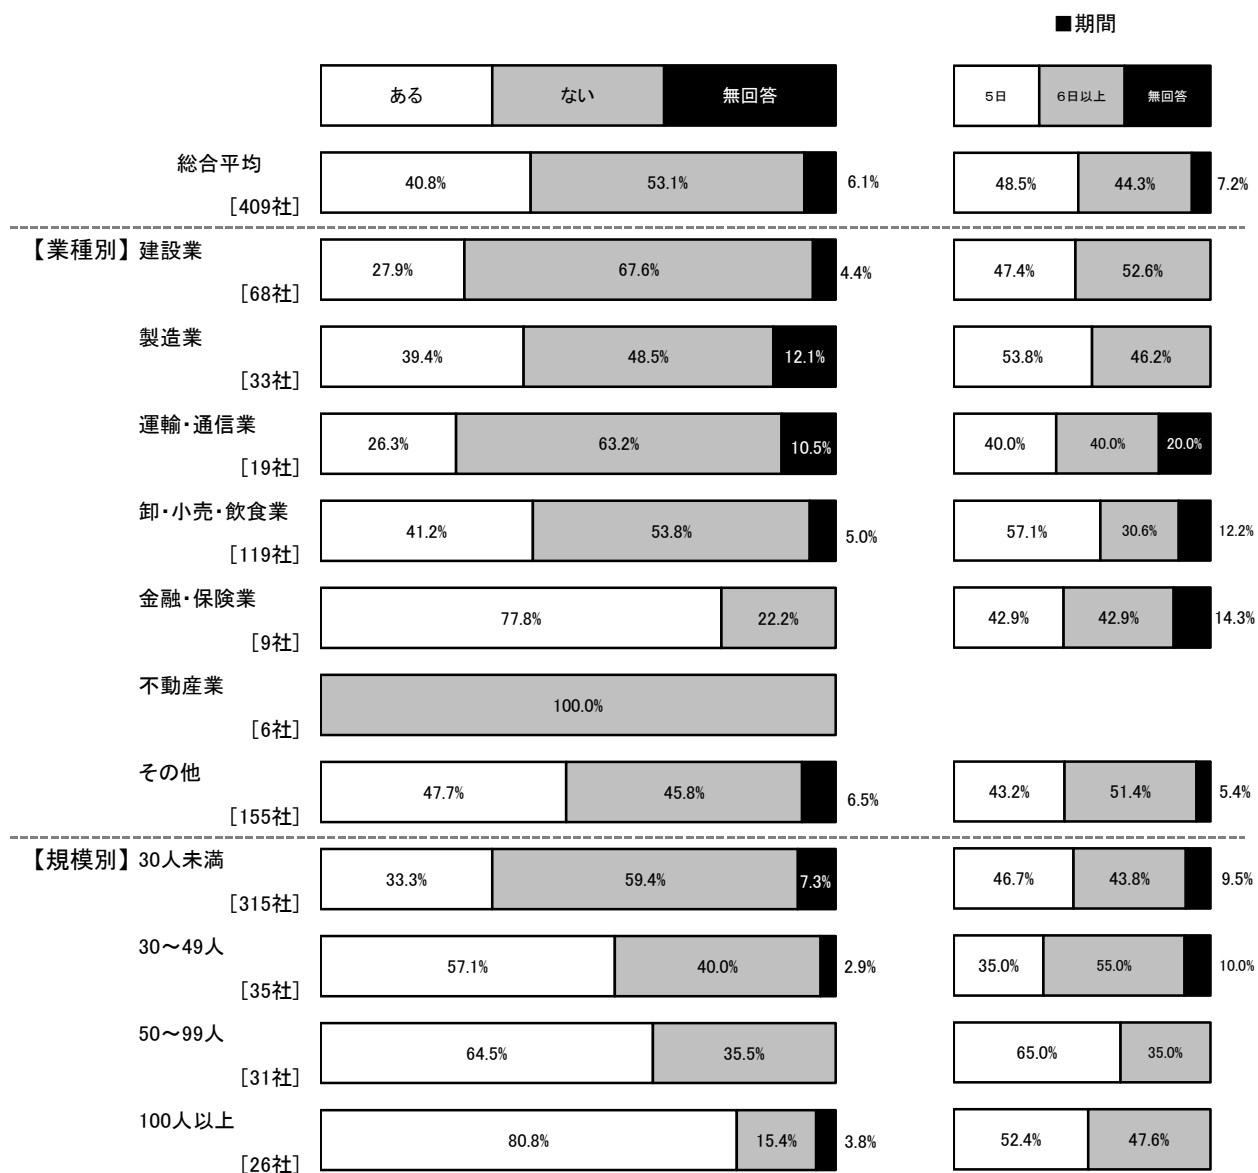 ■期間
ある ない 無回答 5日 6日以上 無回答
総合平均
[409社]
40.8% 53.1% 6.1% 48.5% 44.3% 7.2%
【業種別】 建設業
[68社]
27.9% 67.6% 4.4% 47.4% 52.6%
製造業
[33社]
39.4% 48.5% 12.1% 53.8% 46.2%
運輸・通信業
[19社]
26.3% 63.2% 10.5% 40.0% 40.0% 20.0%
卸・小売・飲食業
[119社]
41.2% 53.8% 5.0% 57.1% 30.6% 12.2%
金融・保険業
[9社]
77.8% 22.2% 42.9% 42.9% 14.3%
不動産業
[6社]
100.0%
その他
[155社]
47.7% 45.8% 6.5% 43.2% 51.4% 5.4%
【規模別】 30人未満
[315社]
33.3% 59.4% 7.3% 46.7% 43.8% 9.5%
30～49人
[35社]
57.1% 40.0% 2.9% 35.0% 55.0% 10.0%
50～99人
[31社]
64.5% 35.5% 65.0% 35.0%
100人以上
[26社]
80.8% 15.4% 3.8% 52.4% 47.6%